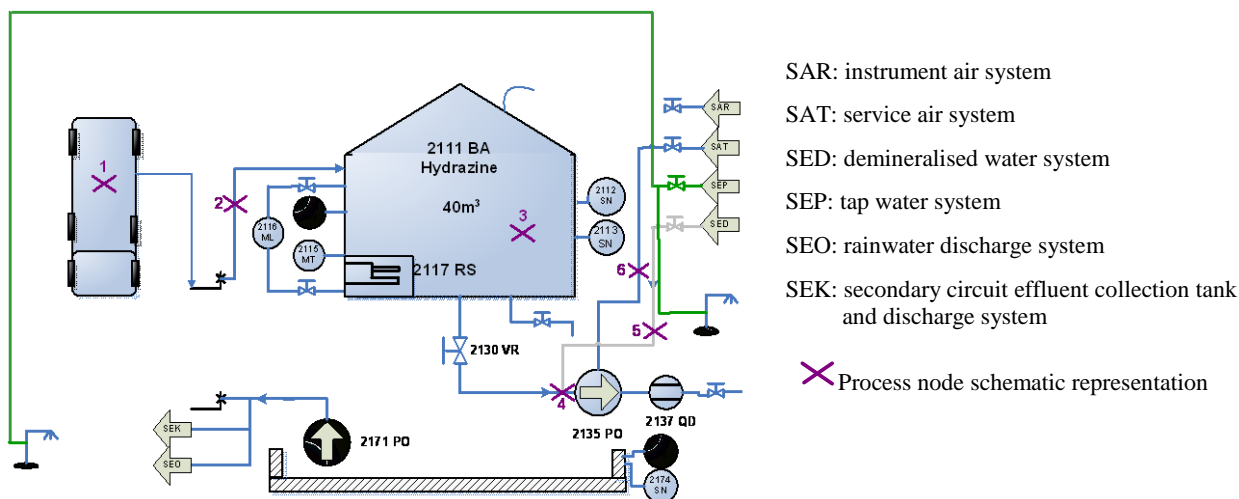 1
2
2111 BA
Hydrazine
40m³
3
2116
ML
2115
MT
2117 RS
2112
SN
2113
SN
SAR
SAT
SEP
SED
6
5
2130 VR
4
2135 PO
2137 QD
2171 PO
SEK
SEO
2174
SN
SAR: instrument air system
SAT: service air system
SED: demineralised water system
SEP: tap water system
SEO: rainwater discharge system
SEK: secondary circuit effluent collection tank
and discharge system
Process node schematic representation